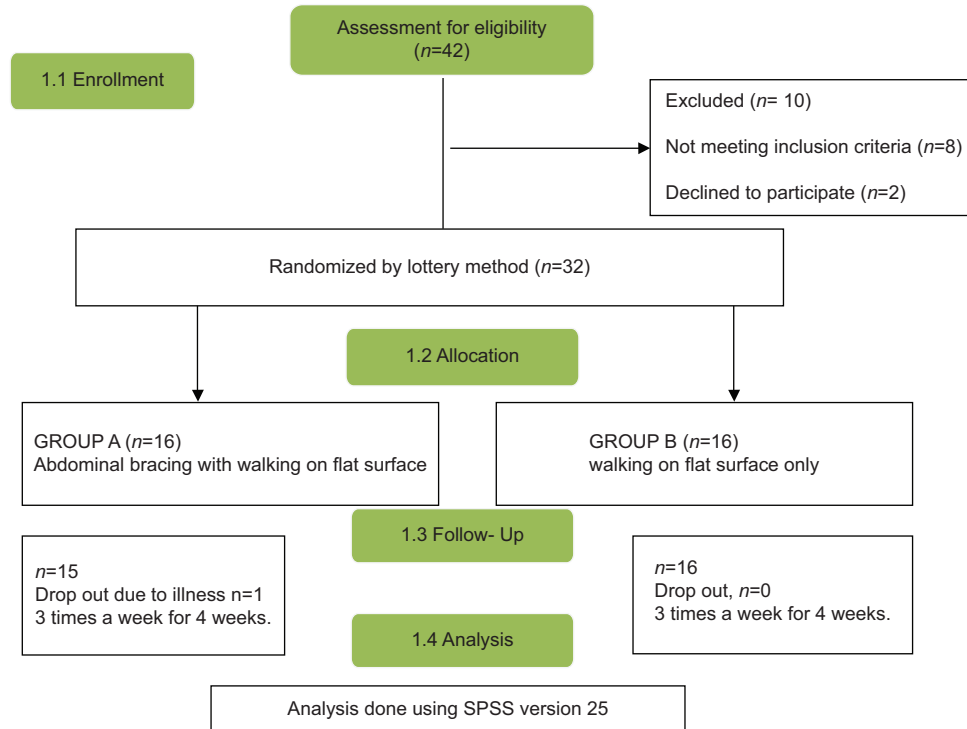 Assessment for eligibility
(n=42)
1.1 Enrollment
Excluded (n= 10)
Not meeting inclusion criteria (n=8)
Declined to participate (n=2)
Randomized by lottery method (n=32)
1.2 Allocation
GROUP A (n=16)
Abdominal bracing with walking on flat surface
GROUP B (n=16)
walking on flat surface only
1.3 Follow- Up
n=15
Drop out due to illness n=1
3 times a week for 4 weeks.
n=16
Drop out, n=0
3 times a week for 4 weeks.
1.4 Analysis
Analysis done using SPSS version 25